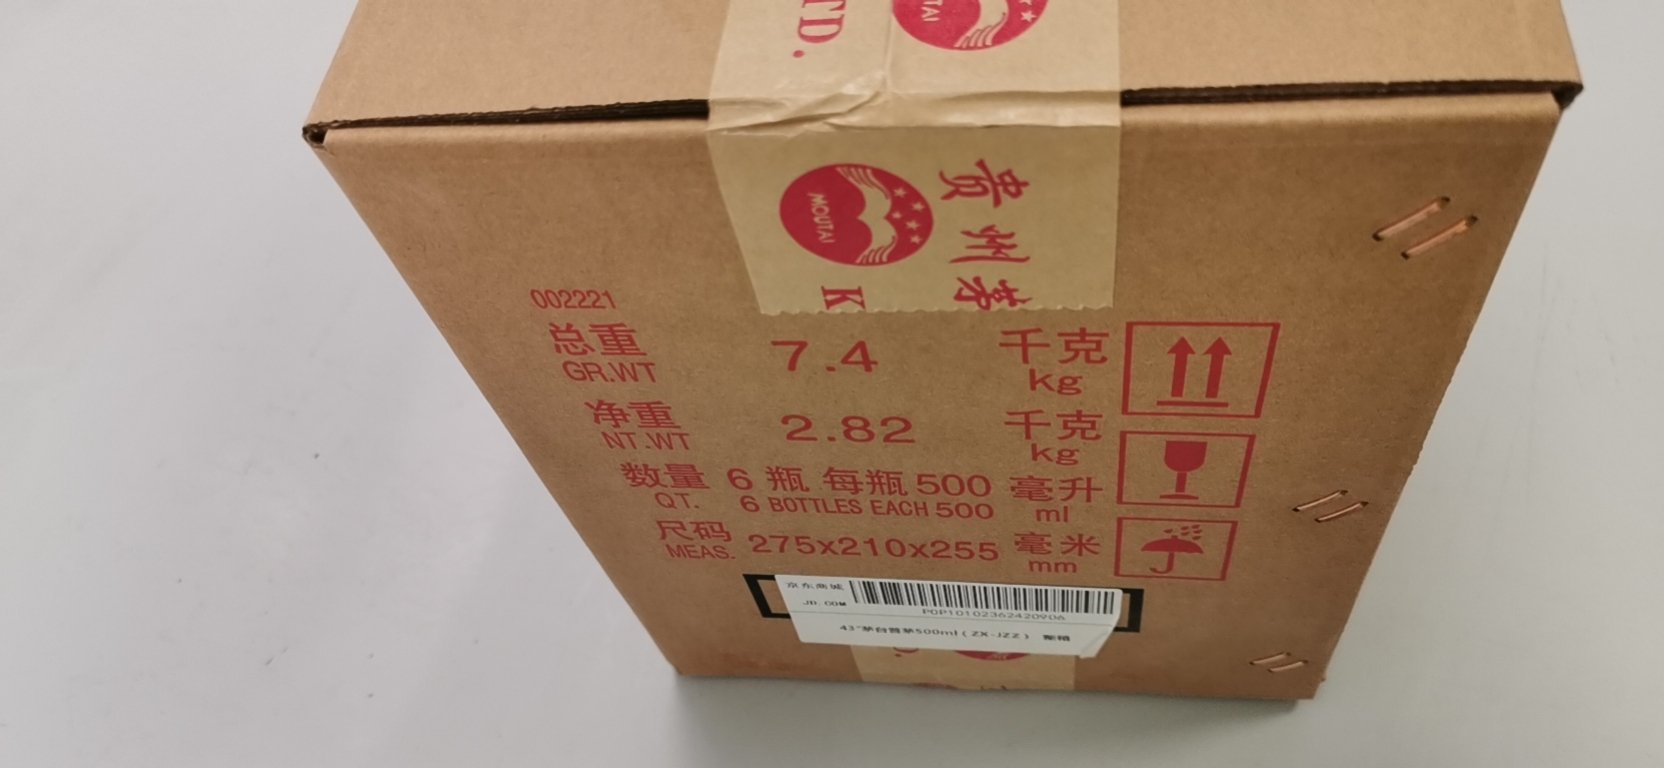 TD.
TAI
MOUTAI
贵州茅
K
002221
总重 7.4 千克
GR.WT kg
净重 2.82 千克
NT.WT kg
数量 6 瓶 每瓶 500 毫升
QT. 6 BOTTLES EACH 500 ml
尺码 275x210x255 毫米
MEAS. mm
京东商城
JD.COM
POP10102362420906
43°茅台普茅500ml(ZX-JZZ) 整箱
D.